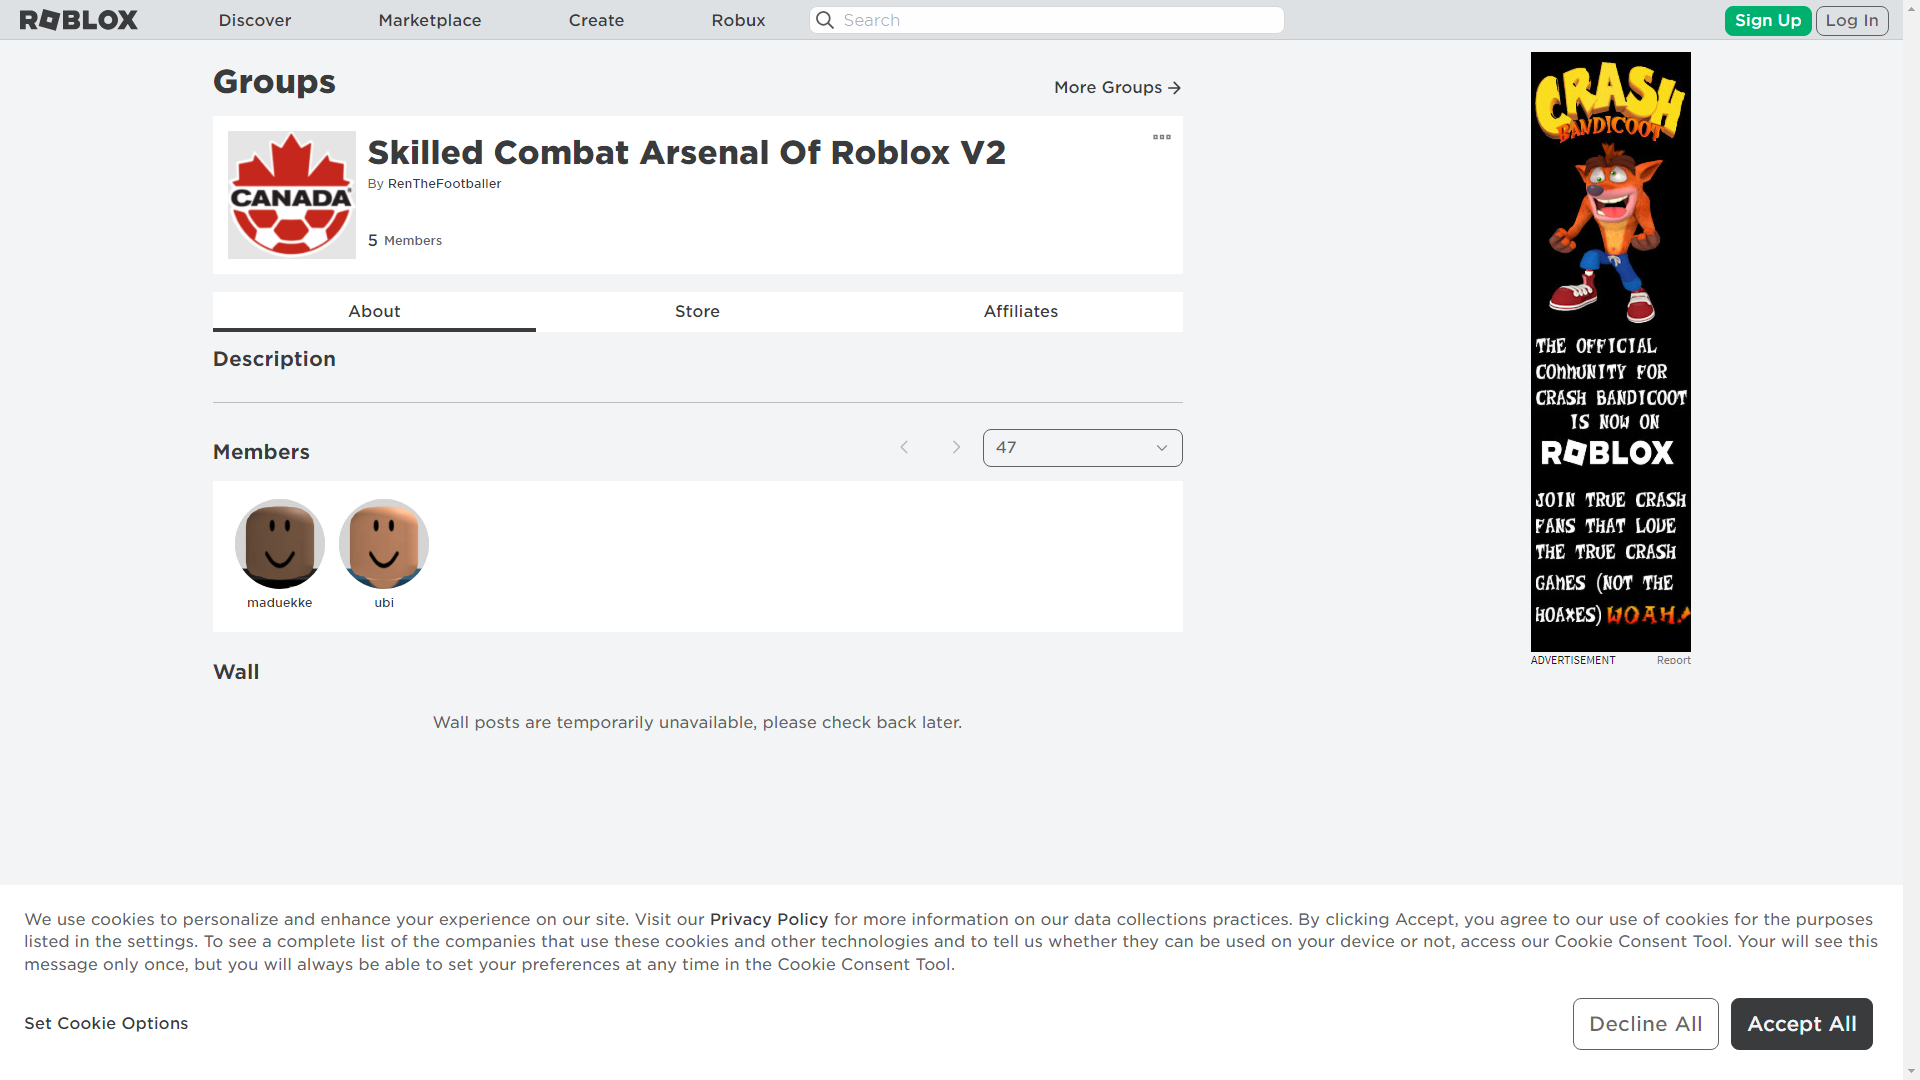 ROBLOX
Discover
Marketplace
Create
Robux
Search
Sign Up
Log In
Groups
More Groups
CANADA
Skilled Combat Arsenal Of Roblox V2
By RenTheFootballer
5 Members
About
Store
Affiliates
Description
Members
47
maduekke
ubi
Wall
Wall posts are temporarily unavailable, please check back later.
CRASH
BANDICOOT
THE OFFICIAL
COMMUNITY FOR
CRASH BANDICOOT
IS NOW ON
ROBLOX
JOIN TRUE CRASH
FANS THAT LOVE
THE TRUE CRASH
GAMES (NOT THE
HOAXES) WOAH!
ADVERTISEMENT
Report
We use cookies to personalize and enhance your experience on our site. Visit our Privacy Policy for more information on our data collections practices. By clicking Accept, you agree to our use of cookies for the purposes
listed in the settings. To see a complete list of the companies that use these cookies and other technologies and to tell us whether they can be used on your device or not, access our Cookie Consent Tool. Your will see this
message only once, but you will always be able to set your preferences at any time in the Cookie Consent Tool.
Set Cookie Options
Decline All
Accept All